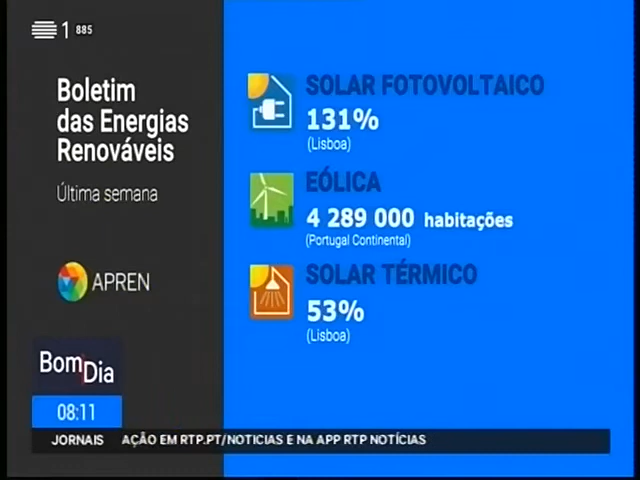 1 885
Boletim
das Energias
Renováveis
Última semana
APREN
SOLAR FOTOVOLTAICO
131%
(Lisboa)
EÓLICA
4 289 000 habitações
(Portugal Continental)
SOLAR TÉRMICO
53%
(Lisboa)
Bom
Dia
08:11
JORNAIS AÇÃO EM RTP.PT/NOTICIAS E NA APP RTP NOTÍCIAS